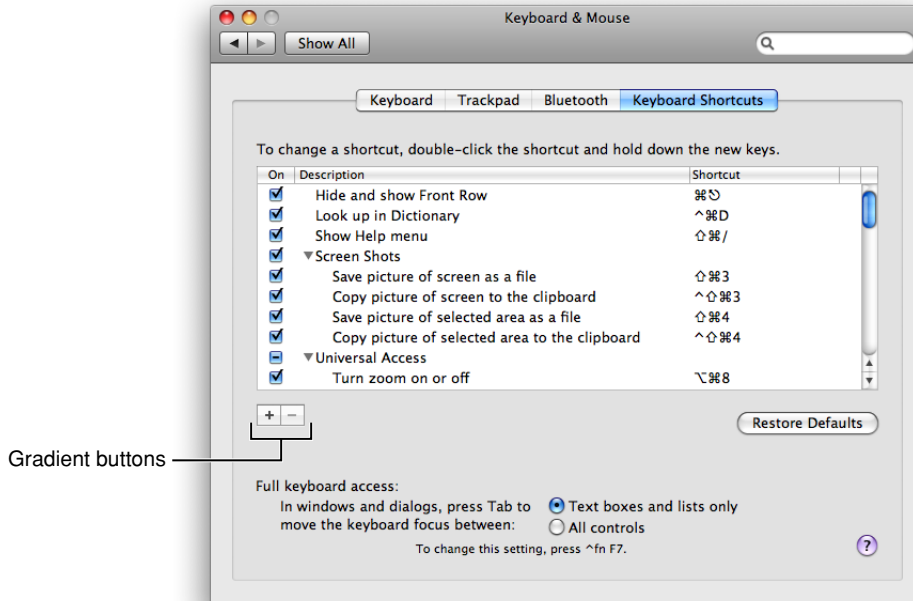 Keyboard & Mouse
Show All
Keyboard Trackpad Bluetooth Keyboard Shortcuts
To change a shortcut, double-click the shortcut and hold down the new keys.
On Description Shortcut
Hide and show Front Row ⌘⎋
Look up in Dictionary ^⌘D
Show Help menu ⇧⌘/
Screen Shots
Save picture of screen as a file ⇧⌘3
Copy picture of screen to the clipboard ^⇧⌘3
Save picture of selected area as a file ⇧⌘4
Copy picture of selected area to the clipboard ^⇧⌘4
Universal Access
Turn zoom on or off ⌥⌘8
+ −
Restore Defaults
Gradient buttons
Full keyboard access:
In windows and dialogs, press Tab to move the keyboard focus between:
Text boxes and lists only
All controls
To change this setting, press ^fn F7.
?